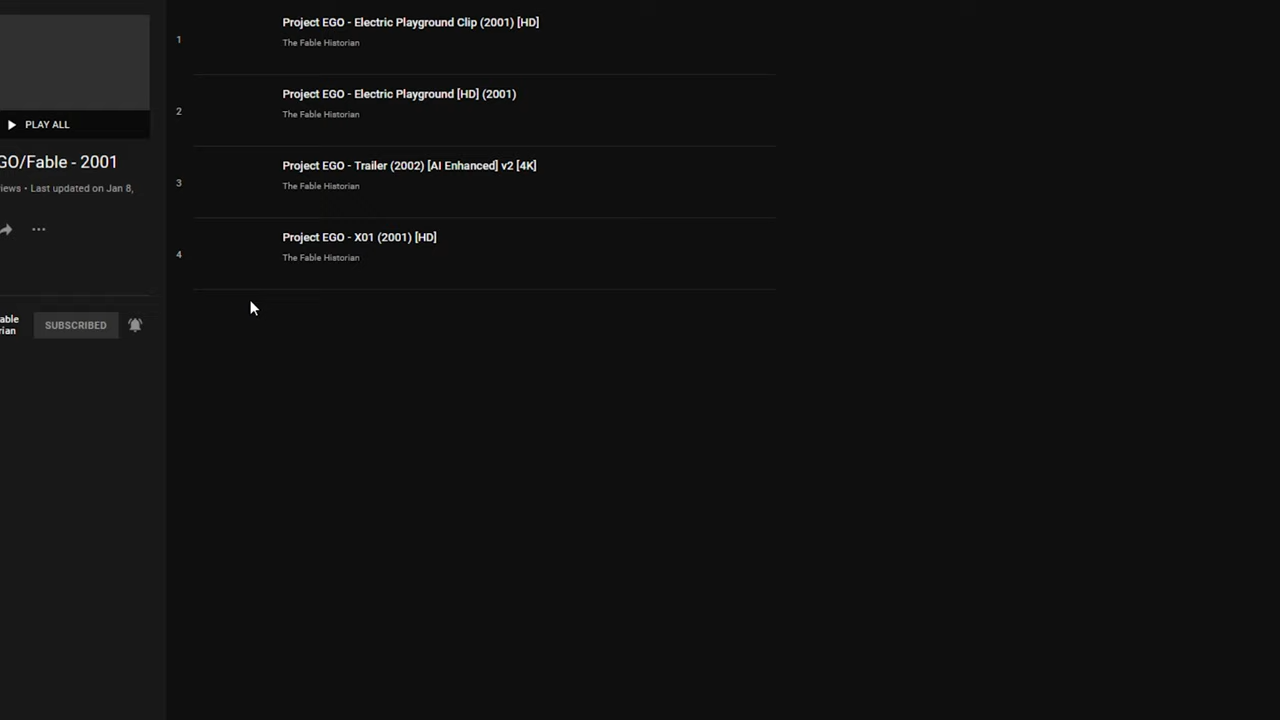 PLAY ALL
GO/Fable - 2001
iews • Last updated on Jan 8,
able
rian
SUBSCRIBED
1
Project EGO - Electric Playground Clip (2001) [HD]
The Fable Historian
2
Project EGO - Electric Playground [HD] (2001)
The Fable Historian
3
Project EGO - Trailer (2002) [AI Enhanced] v2 [4K]
The Fable Historian
4
Project EGO - X01 (2001) [HD]
The Fable Historian